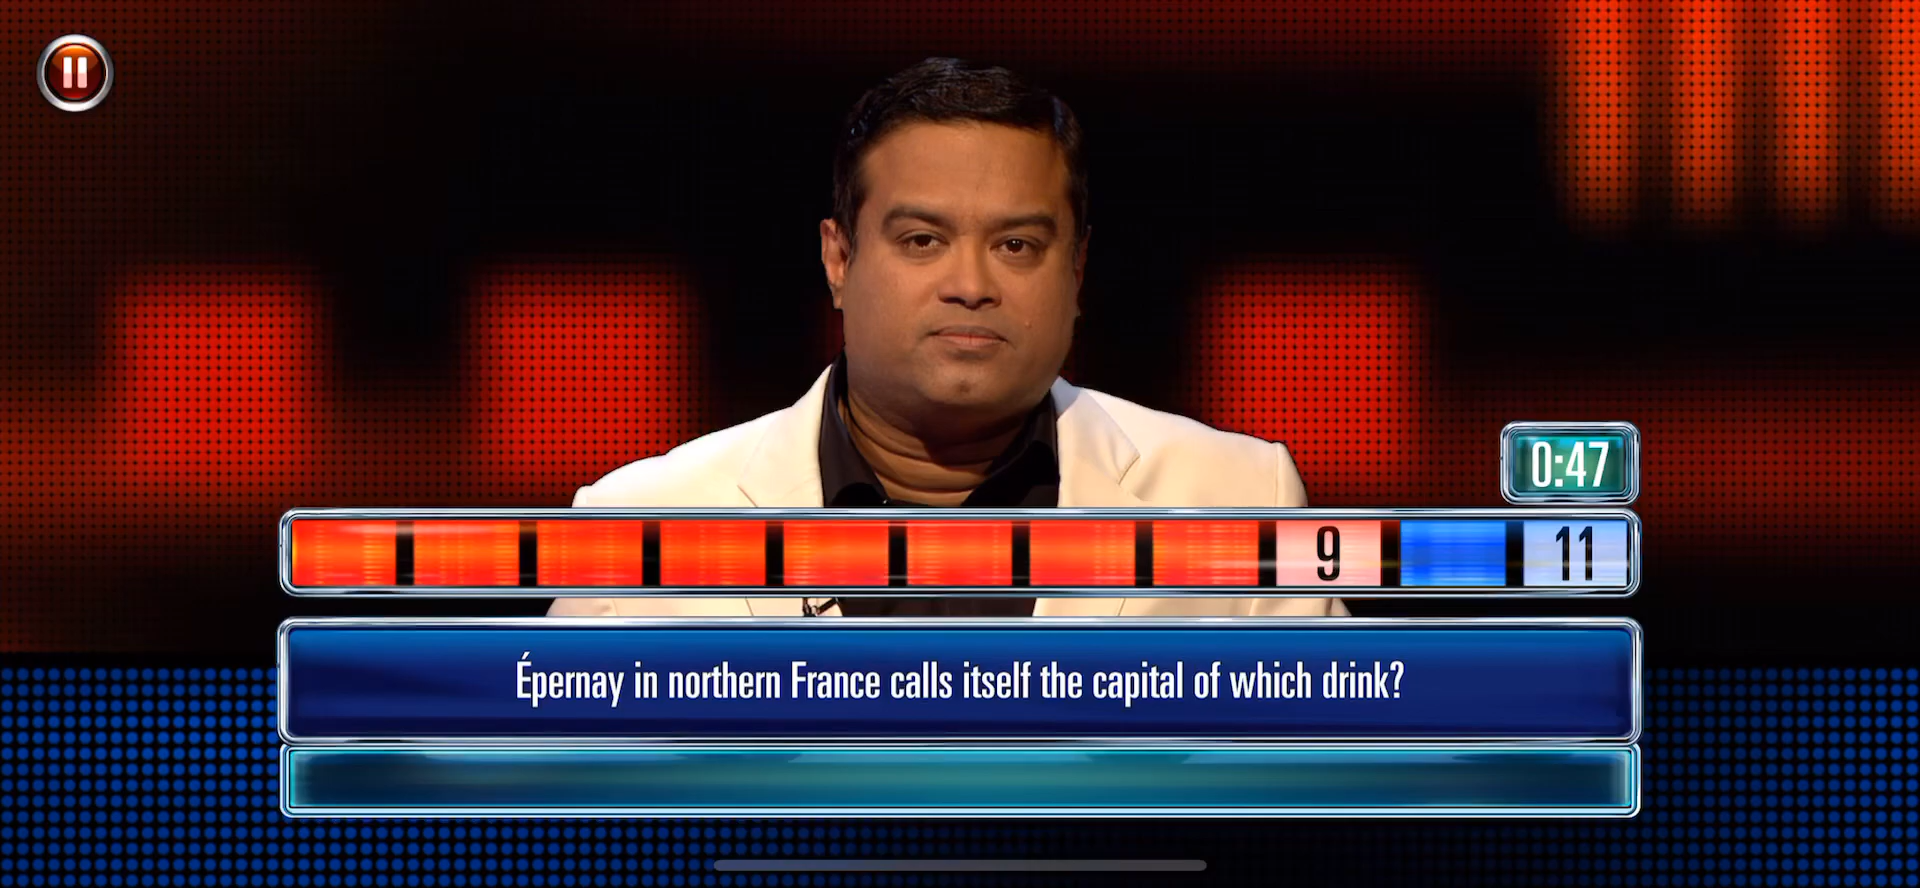 0:47
9
11
Épernay in northern France calls itself the capital of which drink?